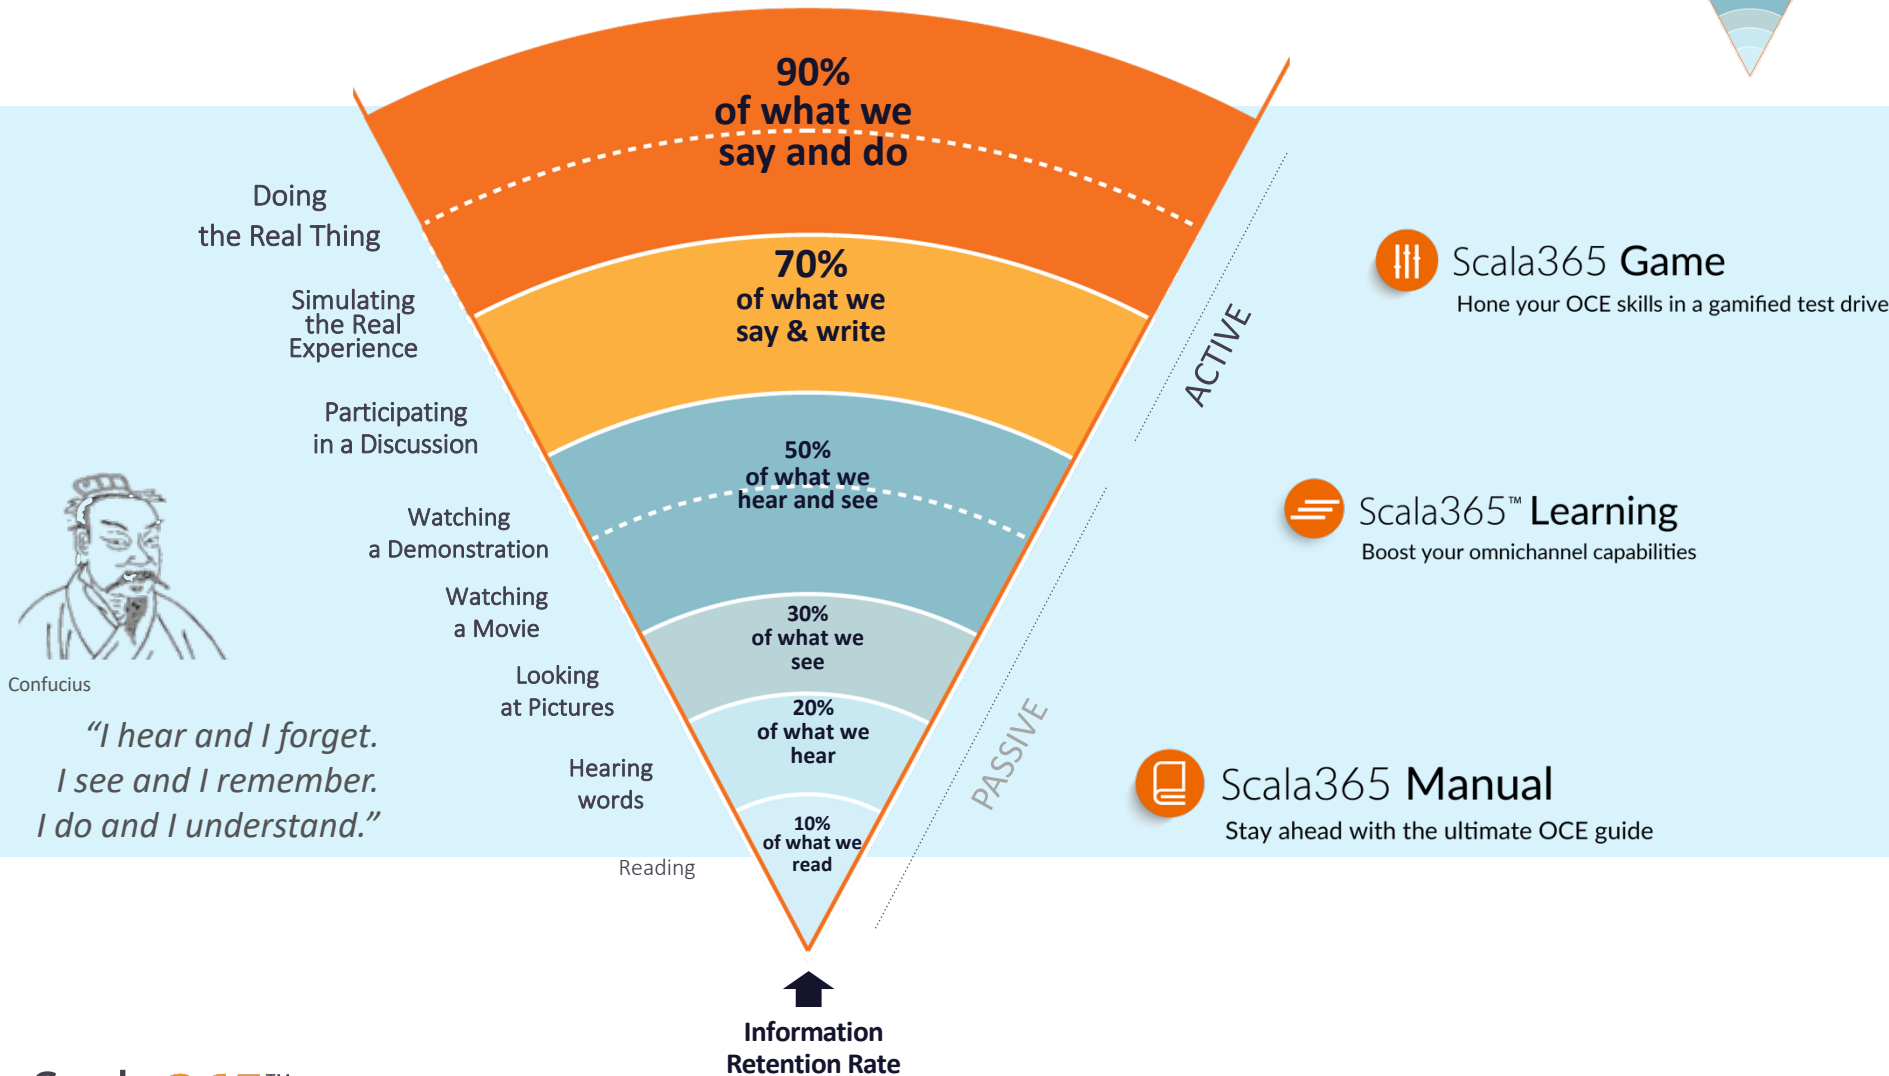 90%
of what we
say and do
Doing
the Real Thing
70%
of what we
say & write
Simulating
the Real
Experience
Participating
in a Discussion
50%
of what we
hear and see
Watching
a Demonstration
Watching
a Movie
30%
of what we
see
Looking
at Pictures
20%
of what we
hear
Hearing
words
10%
of what we
read
Reading
ACTIVE
PASSIVE
Scala365 Game
Hone your OCE skills in a gamified test drive
Scala365™ Learning
Boost your omnichannel capabilities
Scala365 Manual
Stay ahead with the ultimate OCE guide
Confucius
“I hear and I forget.
I see and I remember.
I do and I understand.”
Information
Retention Rate